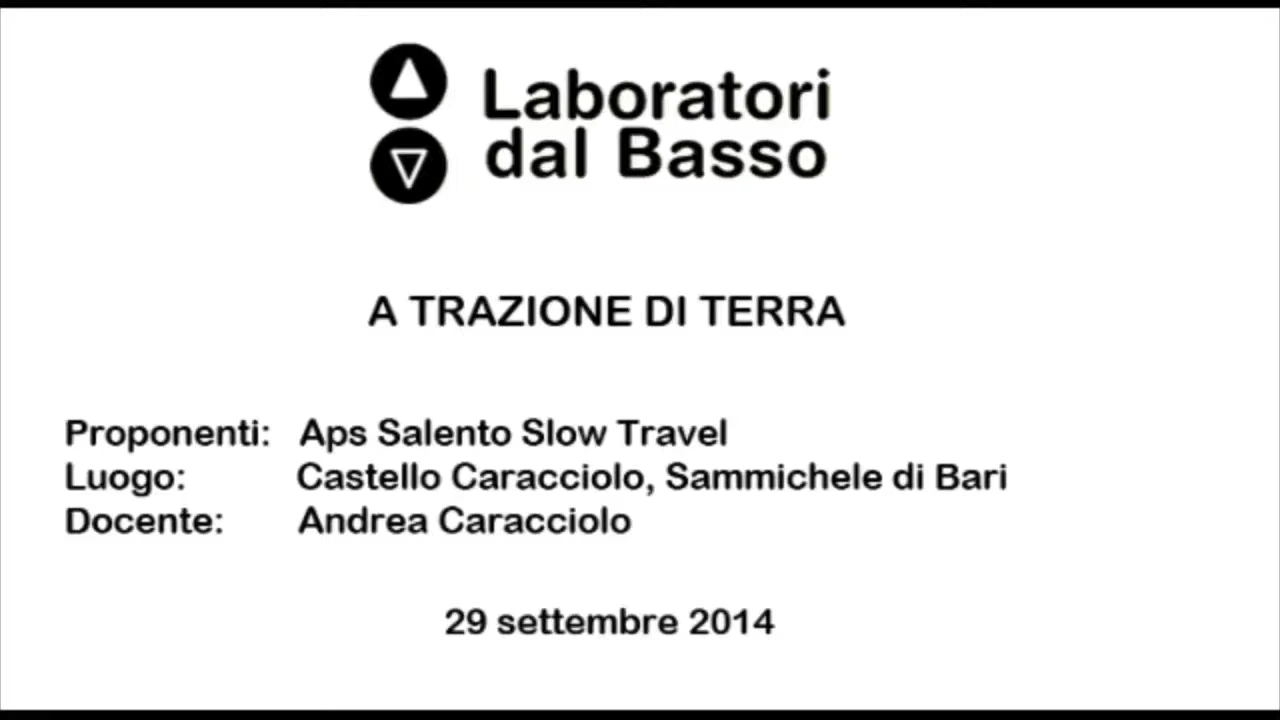 Laboratori
dal Basso
A TRAZIONE DI TERRA
Proponenti: Aps Salento Slow Travel
Luogo: Castello Caracciolo, Sammichele di Bari
Docente: Andrea Caracciolo
29 settembre 2014